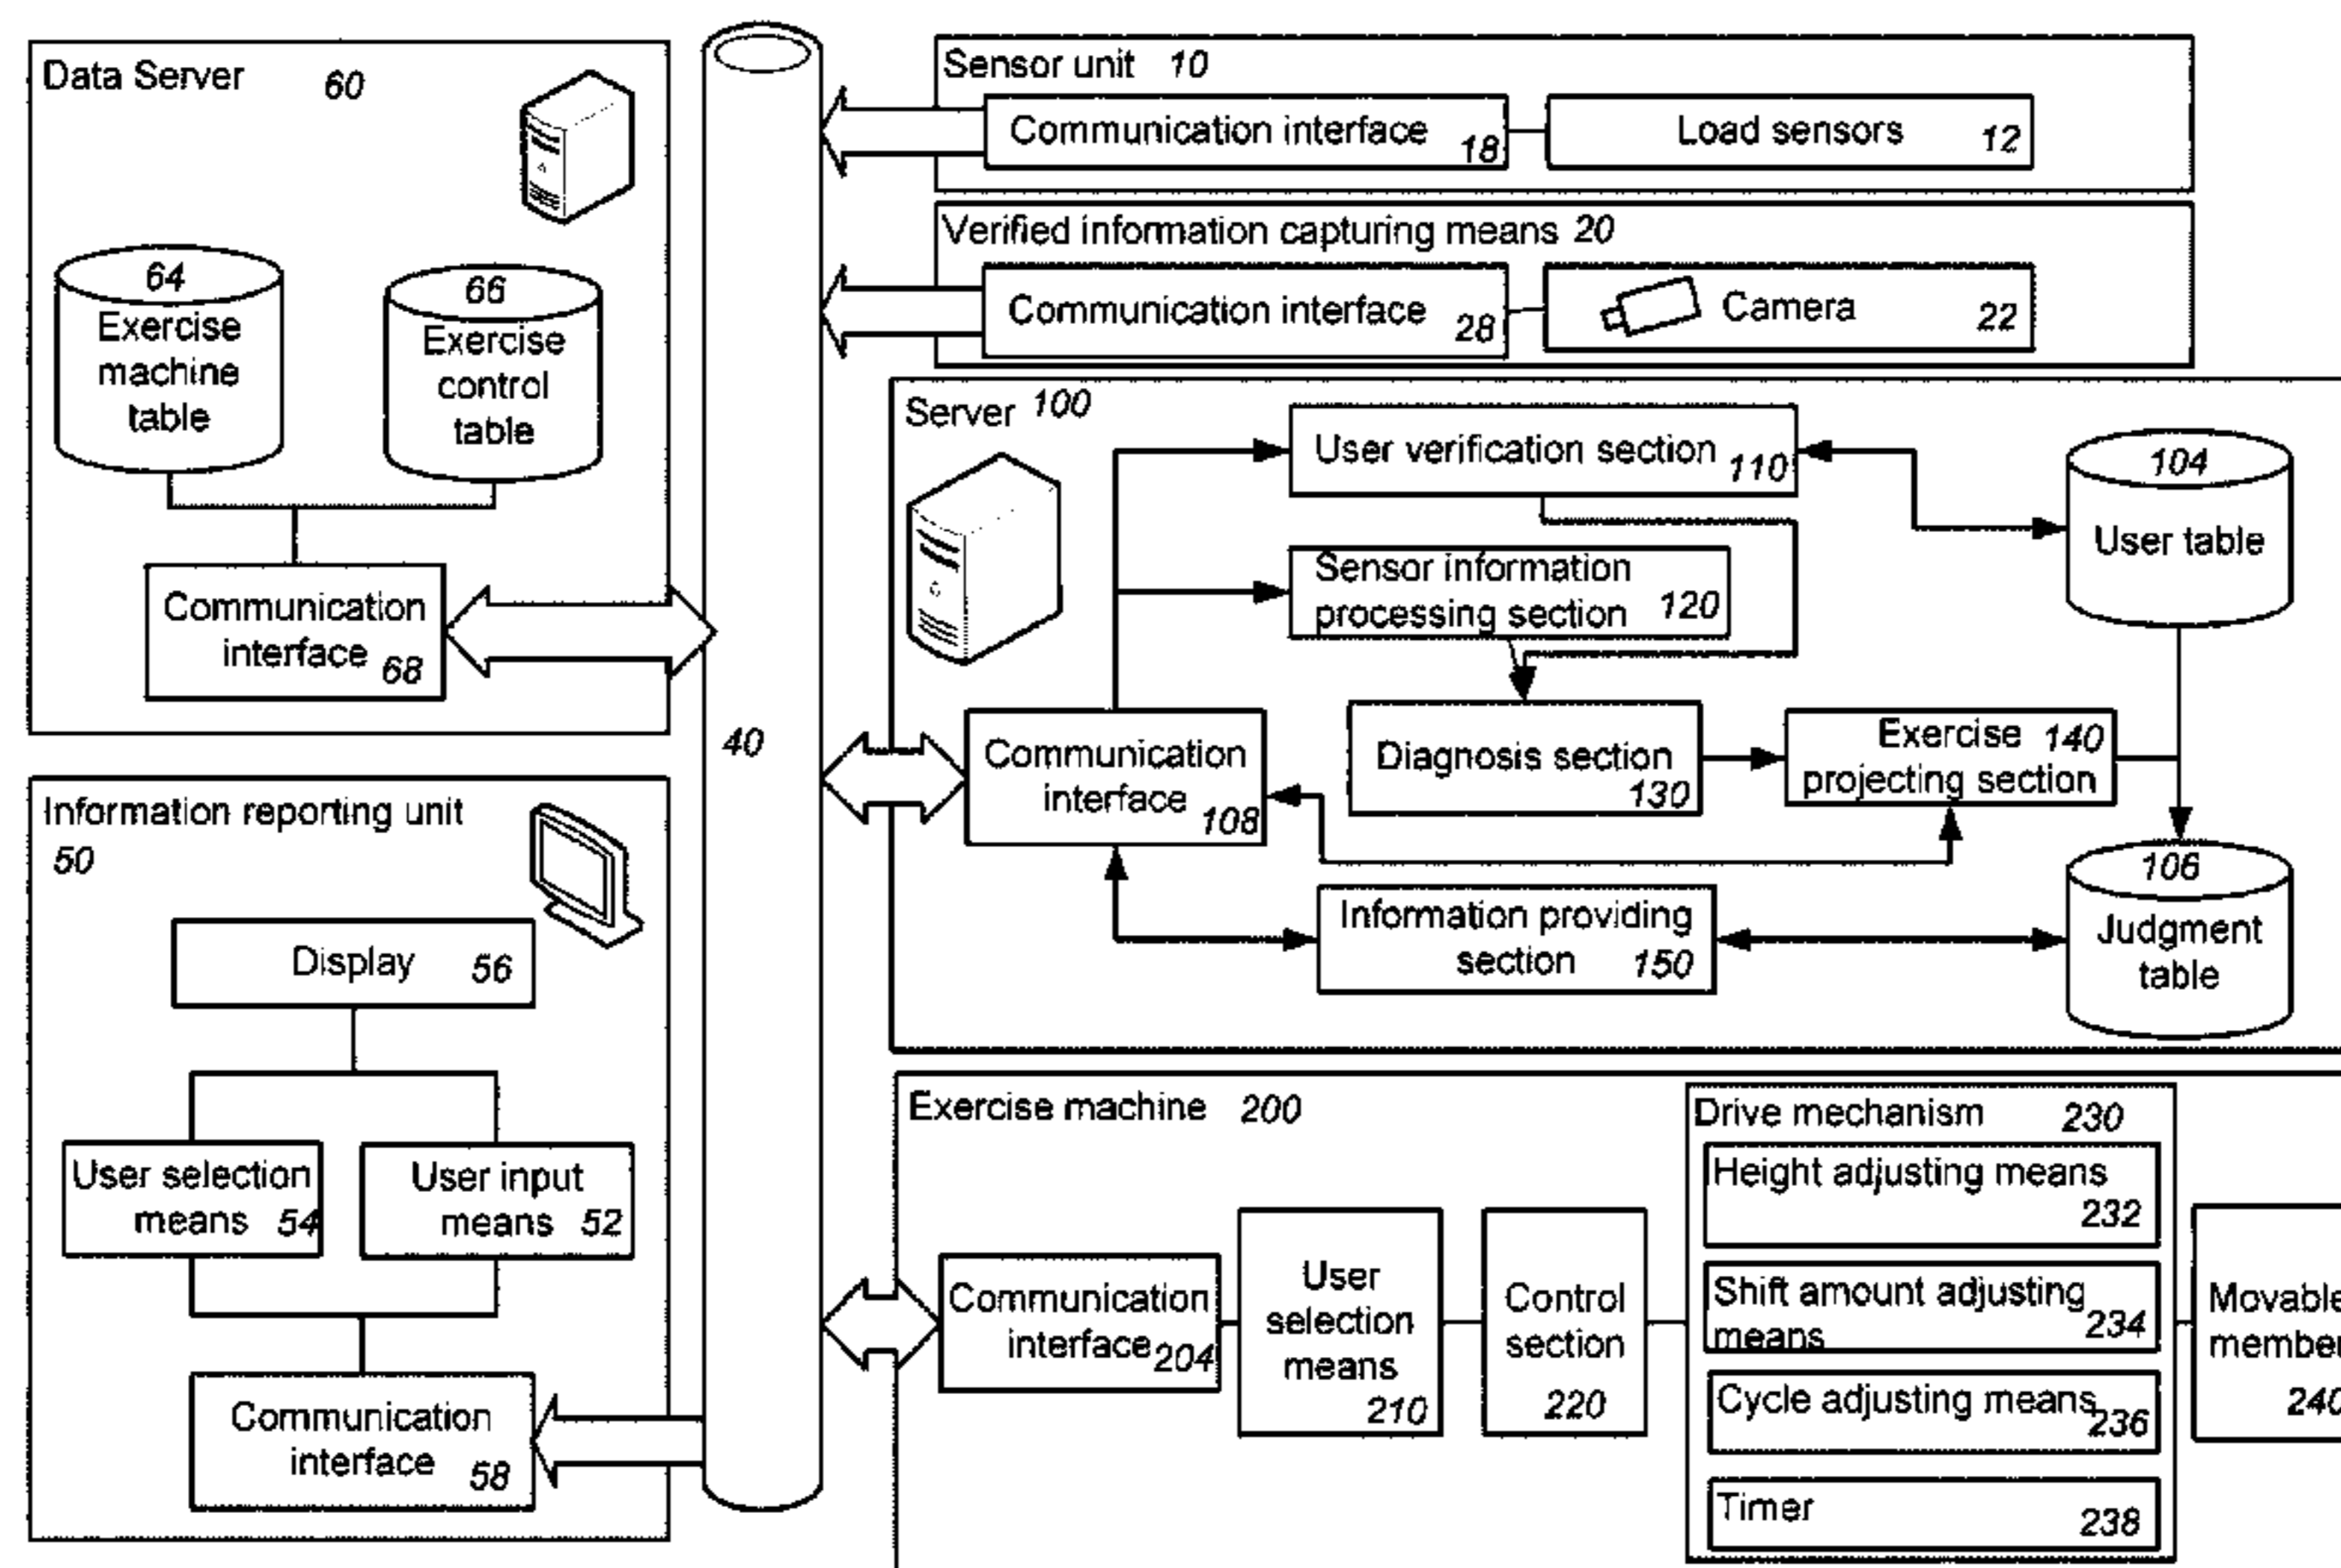 Data Server 60
64
Exercise
machine
table
66
Exercise
control
table
Communication
interface 68
Information reporting unit
50
Display 56
User selection
means 54
User input
means 52
Communication
interface 58
40
Sensor unit 10
Communication interface 18
Load sensors 12
Verified information capturing means 20
Communication interface 28
Camera 22
Server 100
User verification section 110
104
User table
Sensor information
processing section 120
Communication
interface 108
Diagnosis section
130
Exercise 140
projecting section
Information providing
section 150
106
Judgment
table
Exercise machine 200
Communication
interface 204
User
selection
means
210
Control
section
220
Drive mechanism 230
Height adjusting means
232
Shift amount adjusting
means 234
Cycle adjusting means 236
Timer 238
Movable
member
240